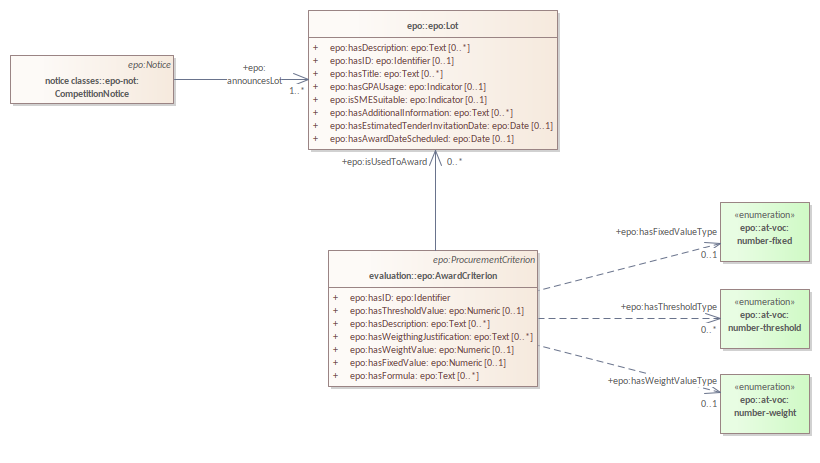 epo:Notice
notice classes::epo-not:
CompetitionNotice
+epo:
announcesLot
1..*
epo::epo:Lot
+ epo:hasDescription: epo:Text [0..*]
+ epo:hasID: epo:Identifier [0..1]
+ epo:hasTitle: epo:Text [0..*]
+ epo:hasGPAUsage: epo:Indicator [0..1]
+ epo:isSMESuitable: epo:Indicator [0..1]
+ epo:hasAdditionalInformation: epo:Text [0..*]
+ epo:hasEstimatedTenderInvitationDate: epo:Date [0..1]
+ epo:hasAwardDateScheduled: epo:Date [0..1]
+epo:isUsedToAward
0..*
epo:ProcurementCriterion
evaluation::epo:AwardCriterion
+ epo:hasID: epo:Identifier
+ epo:hasThresholdValue: epo:Numeric [0..1]
+ epo:hasDescription: epo:Text [0..*]
+ epo:hasWeigthingJustification: epo:Text [0..*]
+ epo:hasWeightValue: epo:Numeric [0..1]
+ epo:hasFixedValue: epo:Numeric [0..1]
+ epo:hasFormula: epo:Text [0..*]
+epo:hasFixedValueType
0..1
«enumeration»
epo::at-voc:
number-fixed
+epo:hasThresholdType
0..*
«enumeration»
epo::at-voc:
number-threshold
+epo:hasWeightValueType
0..1
«enumeration»
epo::at-voc:
number-weight